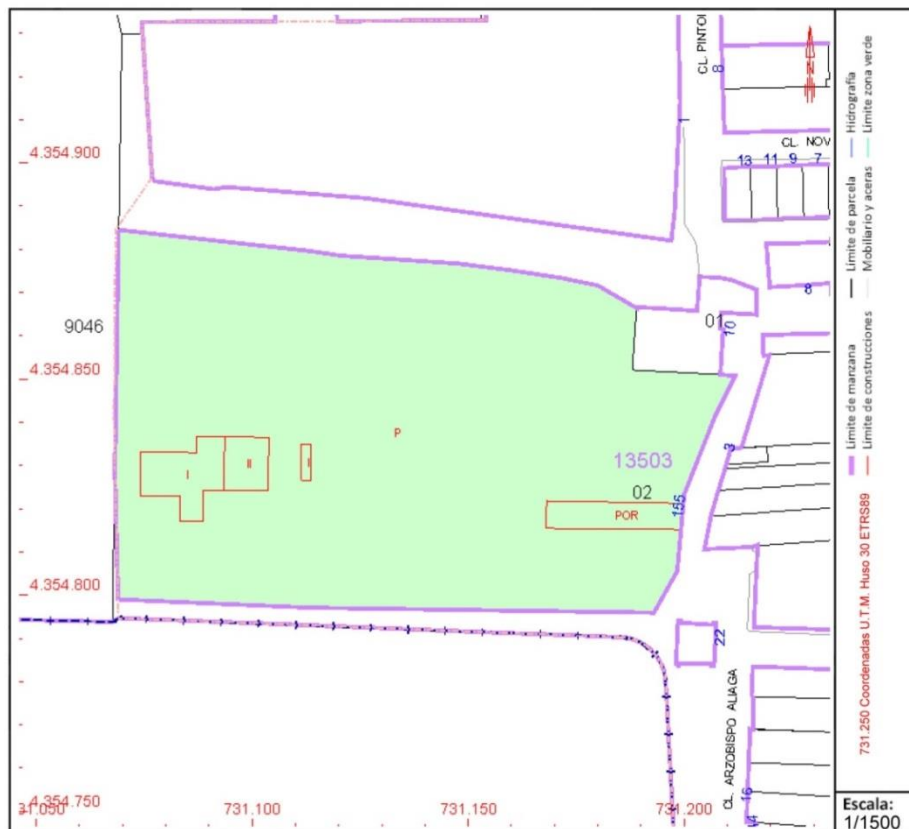 CL. PINTO
8
1
N
CL. NOV
13 11 9 7
4.354.900
8
9046
01
10
4.354.850
P
I
II
I
13503
02
POR
155
3
4.354.800
22
CL. ARZOBISPO ALIAGA
16
14
4.354.750
31.050
731.100
731.150
731.200
Límite de manzana
Límite de parcela
Hidrografía
Límite de construcciones
Mobiliario y aceras
Límite zona verde
731.250 Coordenadas U.T.M. Huso 30 ETRS89
Escala:
1/1500